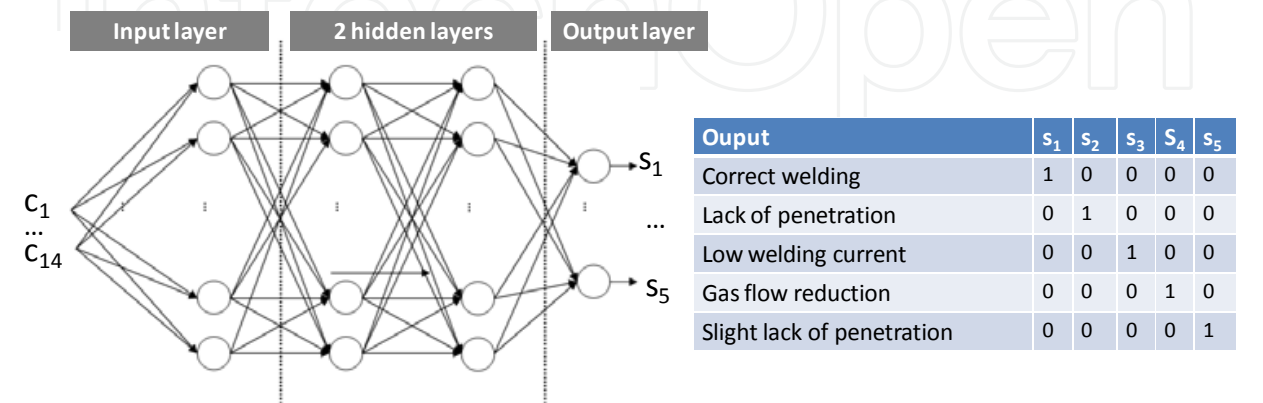 Input layer
2 hidden layers
Output layer
C₁
...
C₁₄
S₁
...
S₅
Ouput s₁ s₂ s₃ S₄ s₅
Correct welding 1 0 0 0 0
Lack of penetration 0 1 0 0 0
Low welding current 0 0 1 0 0
Gas flow reduction 0 0 0 1 0
Slight lack of penetration 0 0 0 0 1